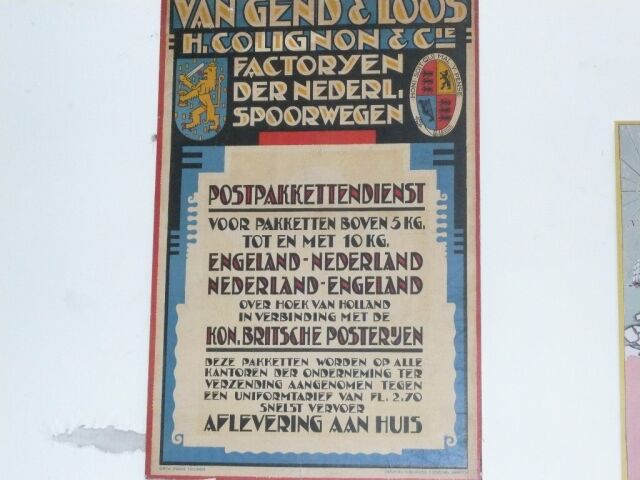 VAN GEND & LOOS
H. COLIGNON & CIE
FACTORYEN
DER NEDERL.
SPOORWEGEN
POSTPAKKETTENDIENST
VOOR PAKKETTEN BOVEN 5 KG.
TOT EN MET 10 KG.
ENGELAND - NEDERLAND
NEDERLAND - ENGELAND
OVER HOEK VAN HOLLAND
IN VERBINDING MET DE
KON. BRITSCHE POSTERIJEN
DEZE PAKKETTEN WORDEN OP ALLE
KANTOREN DER ONDERNEMING TER
VERZENDING AANGENOMEN TEGEN
EEN UNIFORMTARIEF VAN FL. 2.70
SNELST VERVOER
AFLEVERING AAN HUIS